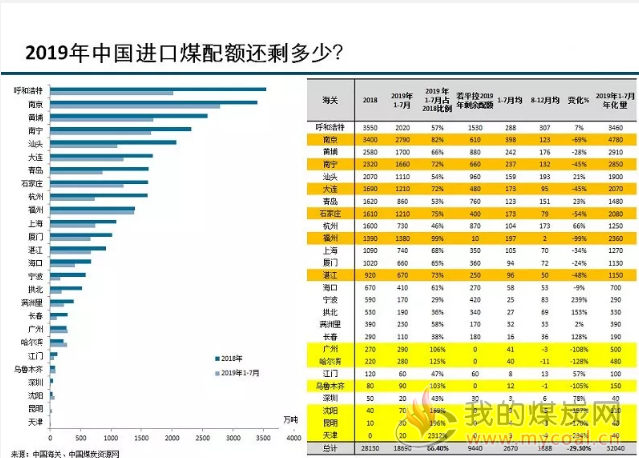 2019年中国进口煤配额还剩多少?
呼和浩特
南京
黄埔
南宁
汕头
大连
青岛
石家庄
杭州
福州
上海
厦门
湛江
海口
宁波
拱北
满洲里
长春
广州
哈尔滨
江门
乌鲁木齐
深圳
沈阳
昆明
天津
2018年
2019年1-7月
0 500 1000 1500 2000 2500 3000 3500 4000
万吨
海关 2018 2019年1-7月 2019年1-7月占2018比例 若平控2019年剩余配额 1-7月均 8-12月均 变化% 2019年1-7月年化量
呼和浩特 3550 2020 57% 1530 288 307 7% 3460
南京 3400 2790 82% 610 398 123 -69% 4780
黄埔 2580 1700 66% 880 242 176 -28% 2910
南宁 2320 1660 72% 660 237 132 -45% 2850
汕头 2070 1110 54% 960 159 193 21% 1900
大连 1690 1210 72% 480 173 95 -45% 2070
青岛 1620 860 53% 760 123 151 23% 1480
石家庄 1610 1210 75% 400 173 79 -54% 2080
杭州 1600 730 46% 870 104 173 66% 1250
福州 1390 1380 99% 10 197 2 -99% 2360
上海 1090 740 68% 350 105 70 -34% 1270
厦门 1020 660 65% 360 94 72 -24% 1130
湛江 920 670 73% 250 96 50 -48% 1150
海口 670 410 61% 270 58 53 -9% 700
宁波 590 170 29% 420 25 83 239% 290
拱北 530 190 36% 340 27 69 153% 330
满洲里 390 230 58% 170 32 33 2% 390
长春 290 110 38% 180 16 36 128% 190
广州 270 290 106% 0 41 -3 -108% 500
哈尔滨 220 280 125% 0 40 -11 -128% 480
江门 120 60 47% 60 8 13 57% 100
乌鲁木齐 80 90 103% 0 12 -1 -105% 150
深圳 50 20 43% 30 3 6 78% 40
沈阳 40 70 169%
昆明 10 30 196%
天津 0 20 2312% 0 3
总计 28150 18690 66.40% 9440 2670 1888 -29.30% 32040
来源:中国海关、中国煤炭资源网
我的煤炭网
www.mycoal.cn